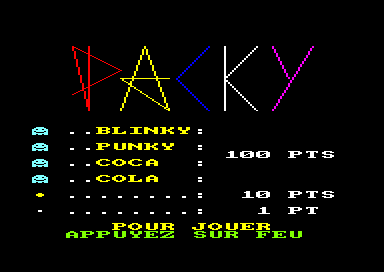 PACKY
..BLINKY:
..PUNKY :
100 PTS
..COCA  :
..COLA  :
........: 10 PTS
........: 1 PT
POUR JOUER
APPUYEZ SUR FEU